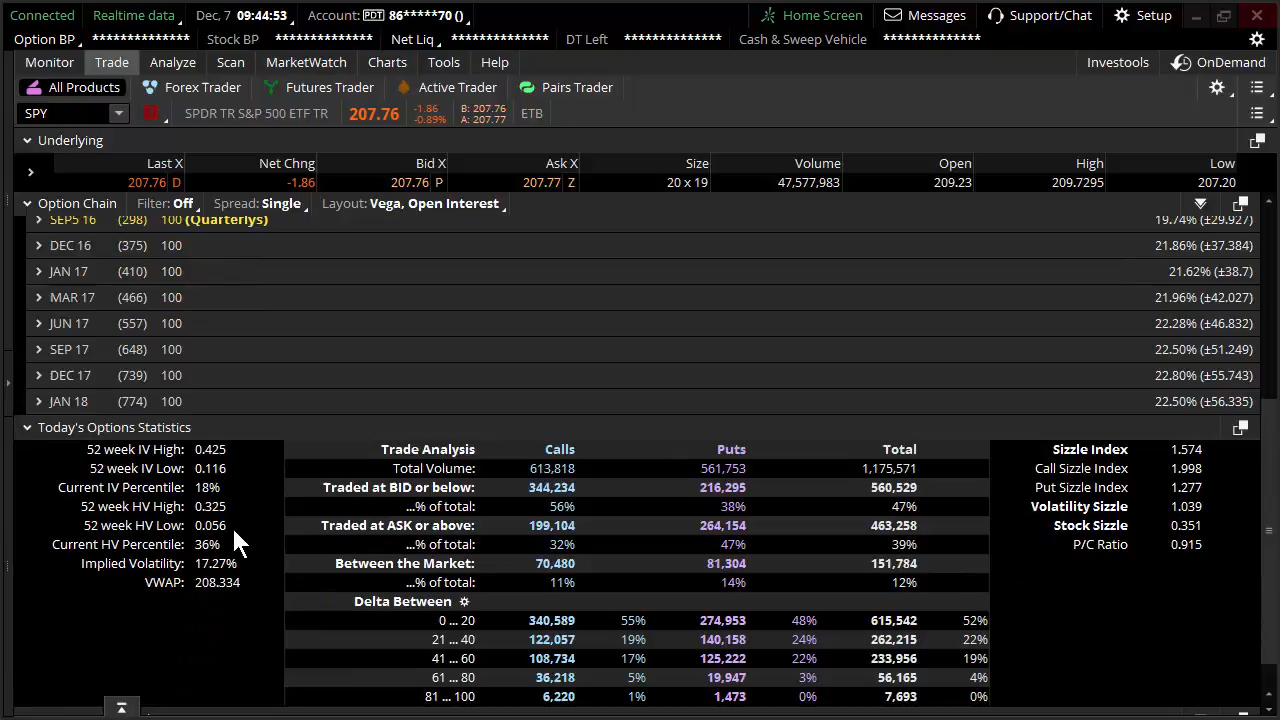 Connected Realtime data Dec, 7 09:44:53 Account: PDT 86*****70 () Home Screen Messages Support/Chat Setup
Option BP ************** Stock BP ************** Net Liq ************** DT Left ************** Cash & Sweep Vehicle **************
Monitor Trade Analyze Scan MarketWatch Charts Tools Help Investools OnDemand
All Products Forex Trader Futures Trader Active Trader Pairs Trader
SPY SPDR TR S&P 500 ETF TR 207.76 -1.86 -0.89% B: 207.76 A: 207.77 ETB
Underlying
Last X Net Chng Bid X Ask X Size Volume Open High Low
207.76 D -1.86 207.76 P 207.77 Z 20 x 19 47,577,983 209.23 209.7295 207.20
Option Chain Filter: Off Spread: Single Layout: Vega, Open Interest
SEP5 16 (298) 100 (Quarterlys) 19.74% (±29.927)
DEC 16 (375) 100 21.86% (±37.384)
JAN 17 (410) 100 21.62% (±38.7)
MAR 17 (466) 100 21.96% (±42.027)
JUN 17 (557) 100 22.28% (±46.832)
SEP 17 (648) 100 22.50% (±51.249)
DEC 17 (739) 100 22.80% (±55.743)
JAN 18 (774) 100 22.50% (±56.335)
Today's Options Statistics
52 week IV High: 0.425 Trade Analysis Calls Puts Total Sizzle Index 1.574
52 week IV Low: 0.116 Total Volume: 613,818 561,753 1,175,571 Call Sizzle Index 1.998
Current IV Percentile: 18% Traded at BID or below: 344,234 216,295 560,529 Put Sizzle Index 1.277
52 week HV High: 0.325 ...% of total: 56% 38% 47% Volatility Sizzle 1.039
52 week HV Low: 0.056 Traded at ASK or above: 199,104 264,154 463,258 Stock Sizzle 0.351
Current HV Percentile: 36% ...% of total: 32% 47% 39% P/C Ratio 0.915
Implied Volatility: 17.27% Between the Market: 70,480 81,304 151,784
VWAP: 208.334 ...% of total: 11% 14% 12%
Delta Between
0 ... 20 340,589 55% 274,953 48% 615,542 52%
21 ... 40 122,057 19% 140,158 24% 262,215 22%
41 ... 60 108,734 17% 125,222 22% 233,956 19%
61 ... 80 36,218 5% 19,947 3% 56,165 4%
81 ... 100 6,220 1% 1,473 0% 7,693 0%